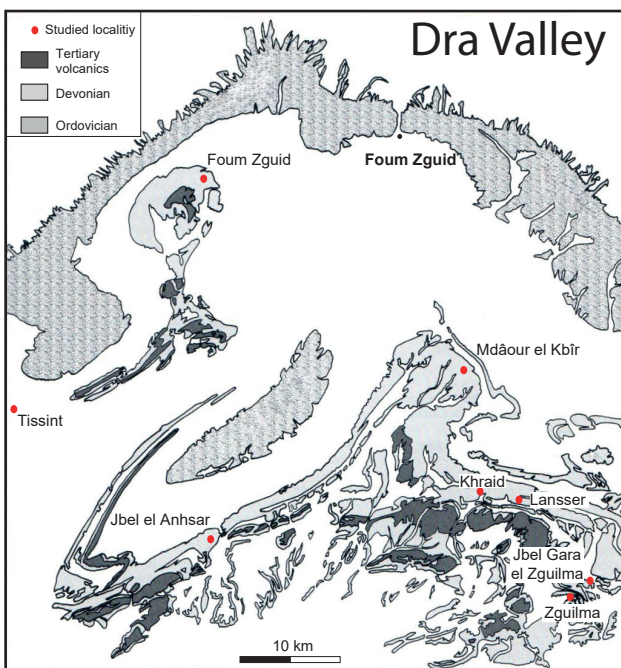 Dra Valley
Studied locality
Tertiary
volcanics
Devonian
Ordovician
Foum Zguid
Foum Zguid
Mdâour el Kbîr
Tissint
Khraid
Lansser
Jbel el Anhsar
Jbel Gara
el Zguilma
Zguilma
10 km